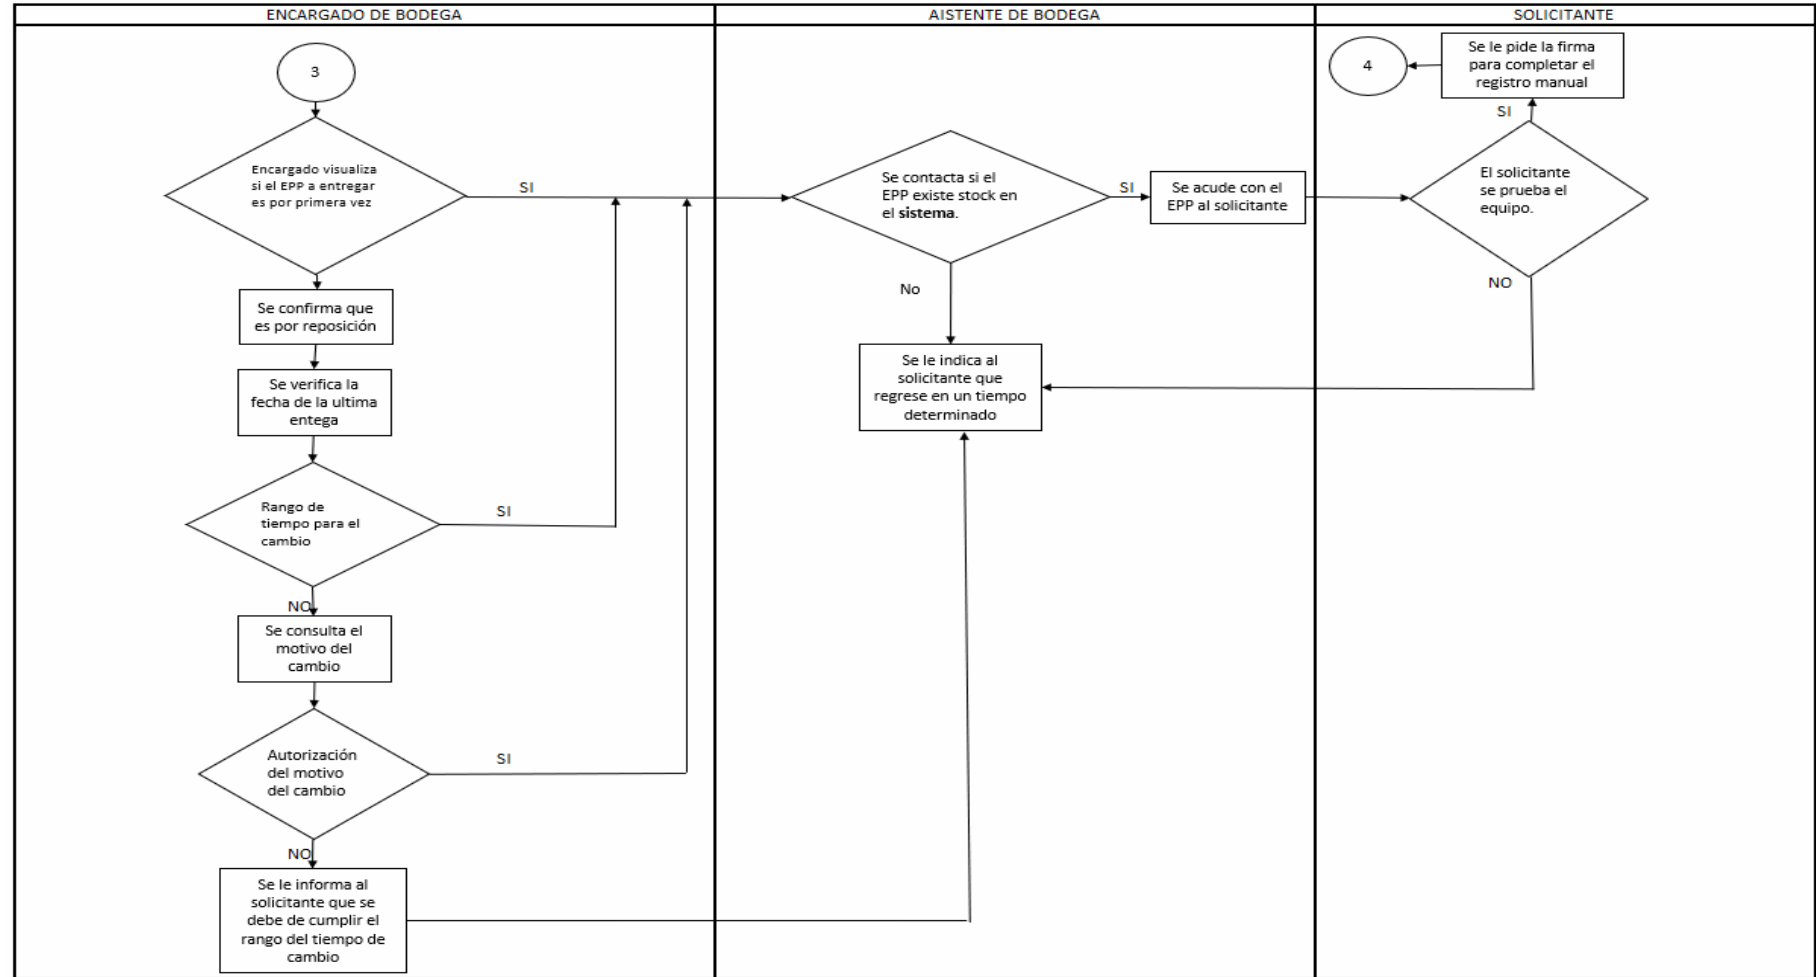 ENCARGADO DE BODEGA
AISTENTE DE BODEGA
SOLICITANTE
3
Encargado visualiza
si el EPP a entregar
es por primera vez
SI
Se confirma que
es por reposición
Se verifica la
fecha de la ultima
entega
Rango de
tiempo para el
cambio
SI
NO
Se consulta el
motivo del
cambio
Autorización
del motivo
del cambio
SI
NO
Se le informa al
solicitante que se
debe de cumplir el
rango del tiempo de
cambio
Se contacta si el
EPP existe stock en
el sistema.
SI
Se acude con el
EPP al solicitante
No
Se le indica al
solicitante que
regrese en un tiempo
determinado
4
Se le pide la firma
para completar el
registro manual
SI
El solicitante
se prueba el
equipo.
NO